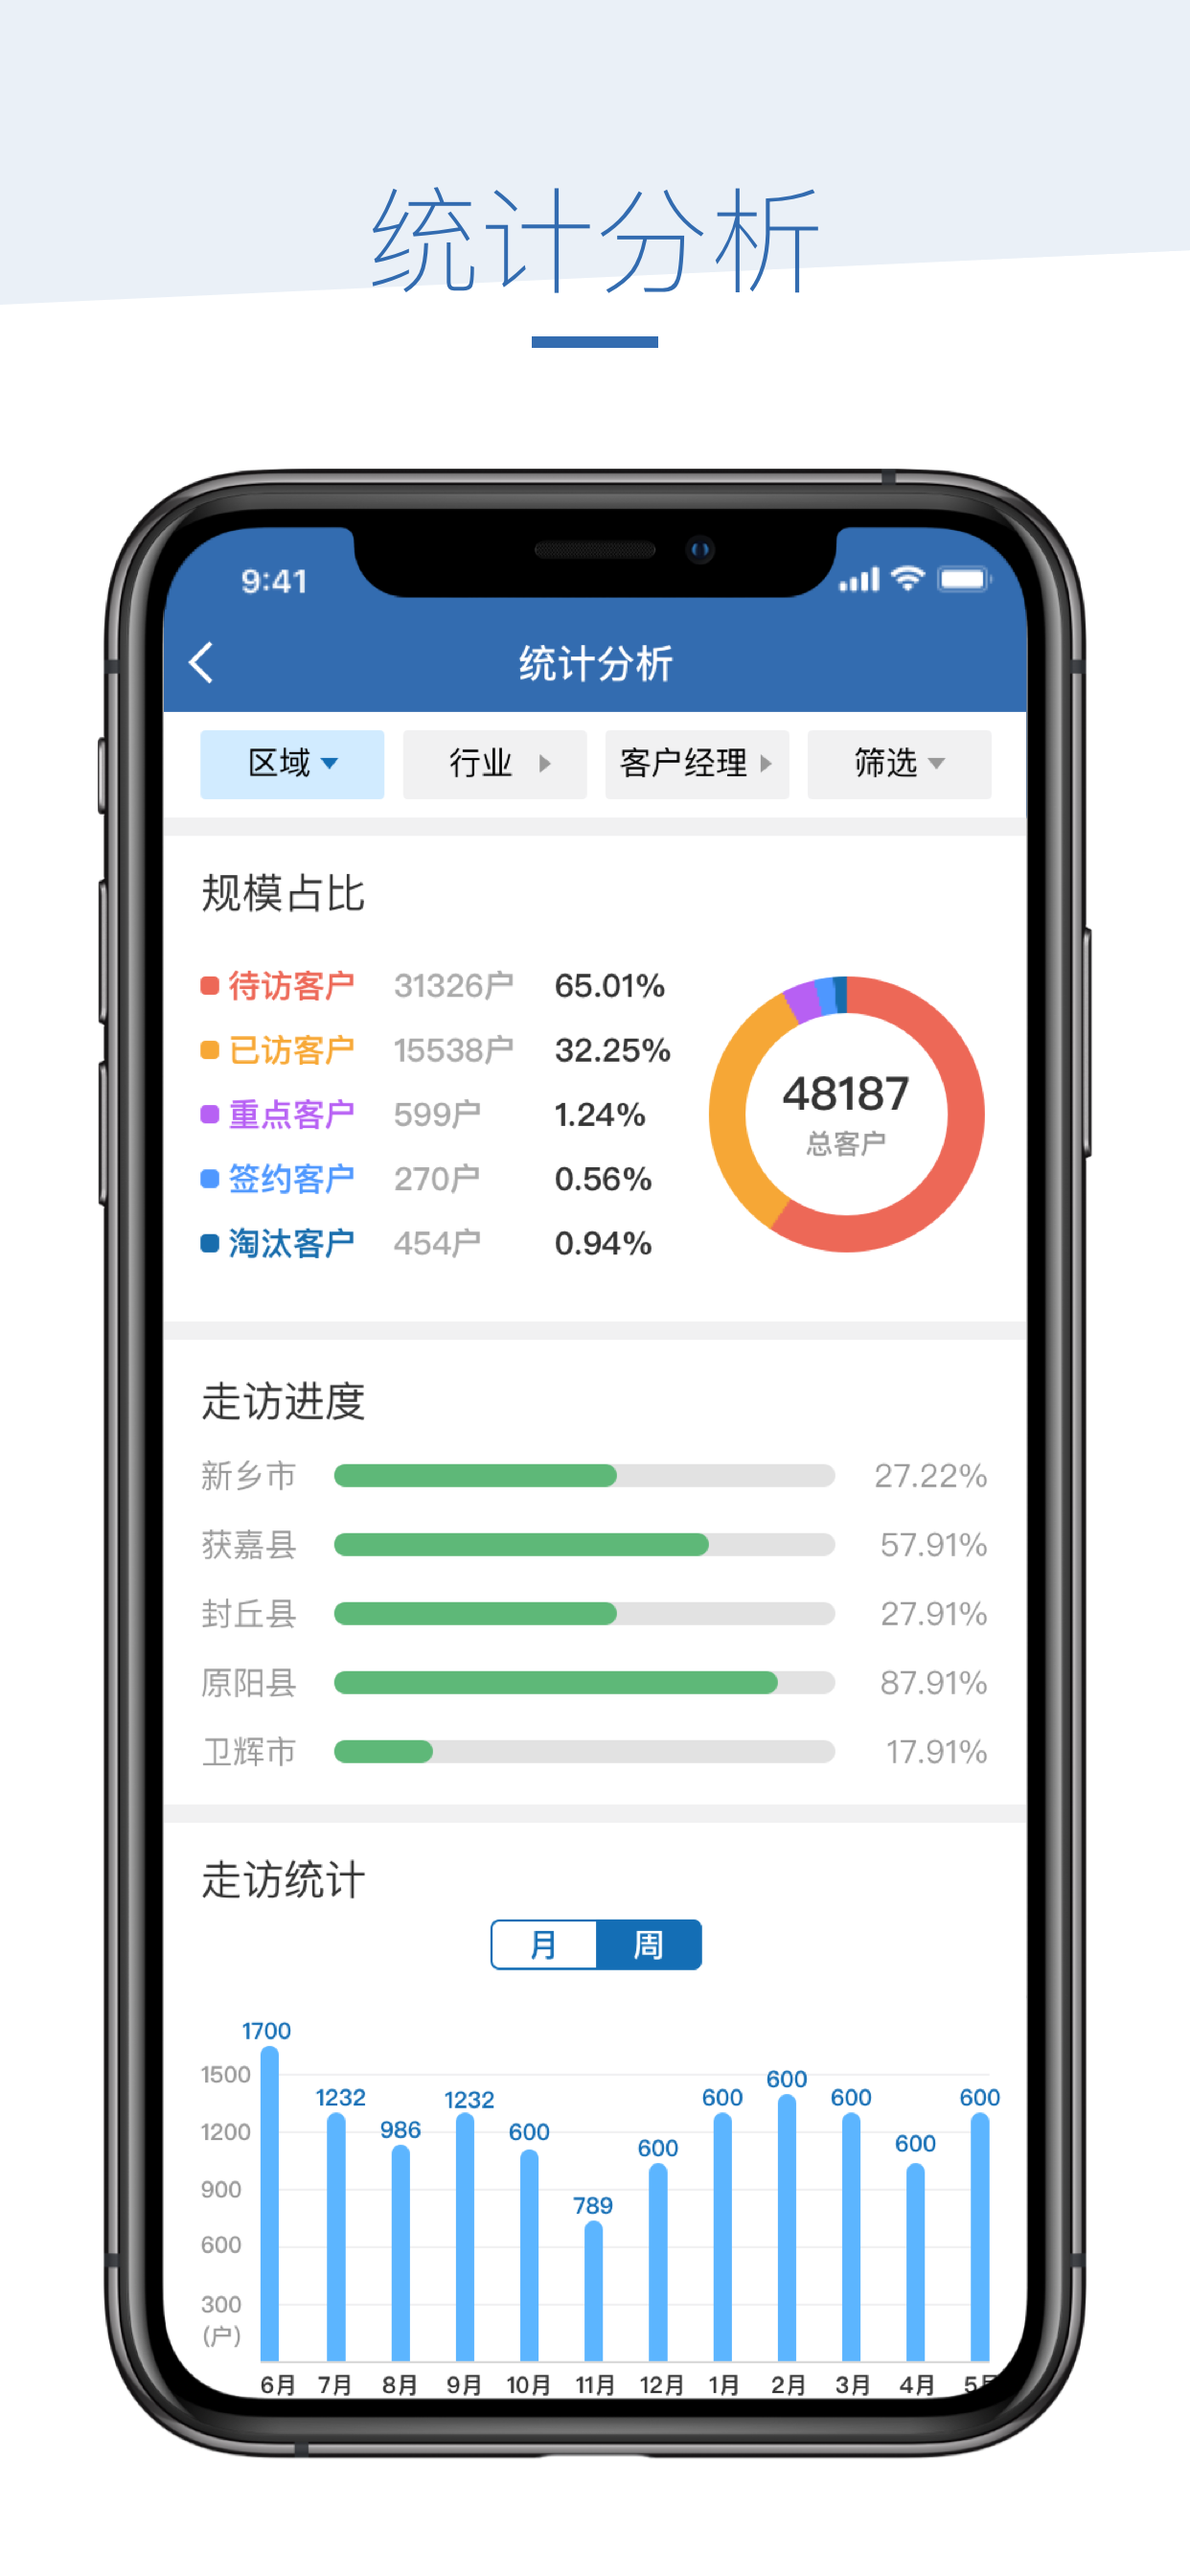 统计分析
9:41
统计分析
区域 行业 客户经理 筛选
规模占比
待访客户 31326户 65.01%
已访客户 15538户 32.25%
重点客户 599户 1.24%
签约客户 270户 0.56%
淘汰客户 454户 0.94%
48187
总客户
走访进度
新乡市 27.22%
获嘉县 57.91%
封丘县 27.91%
原阳县 87.91%
卫辉市 17.91%
走访统计
月 周
1700 1232 986 1232 600 789 600 600 600 600 600 600
1500
1200
900
600
300
(户)
6月 7月 8月 9月 10月 11月 12月 1月 2月 3月 4月 5月